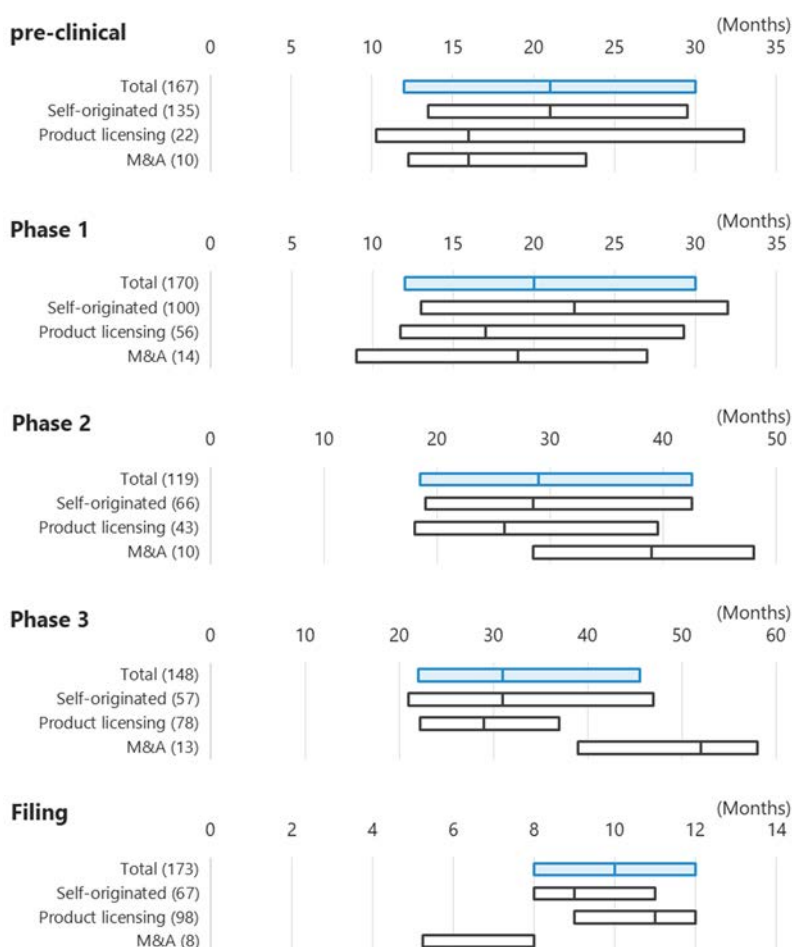 (Months)
pre-clinical
0 5 10 15 20 25 30 35
Total (167)
Self-originated (135)
Product licensing (22)
M&A (10)
(Months)
Phase 1
0 5 10 15 20 25 30 35
Total (170)
Self-originated (100)
Product licensing (56)
M&A (14)
(Months)
Phase 2
0 10 20 30 40 50
Total (119)
Self-originated (66)
Product licensing (43)
M&A (10)
(Months)
Phase 3
0 10 20 30 40 50 60
Total (148)
Self-originated (57)
Product licensing (78)
M&A (13)
(Months)
Filing
0 2 4 6 8 10 12 14
Total (173)
Self-originated (67)
Product licensing (98)
M&A (8)